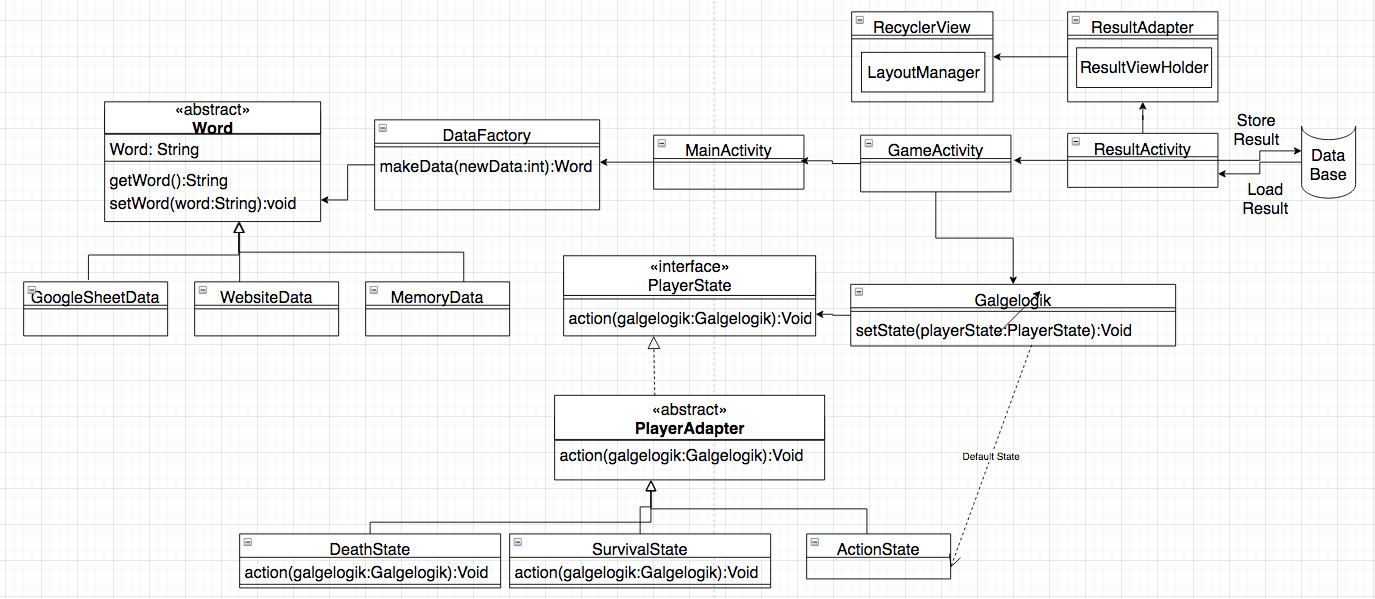 RecyclerView
LayoutManager
ResultAdapter
ResultViewHolder
«abstract»
Word
Word: String
getWord():String
setWord(word:String):void
DataFactory
makeData(newData:int):Word
MainActivity
GameActivity
ResultActivity
Store
Result
Data
Base
Load
Result
GoogleSheetData
WebsiteData
MemoryData
«interface»
PlayerState
action(galgelogik:Galgelogik):Void
Galgelogik
setState(playerState:PlayerState):Void
«abstract»
PlayerAdapter
action(galgelogik:Galgelogik):Void
Default State
DeathState
action(galgelogik:Galgelogik):Void
SurvivalState
action(galgelogik:Galgelogik):Void
ActionState